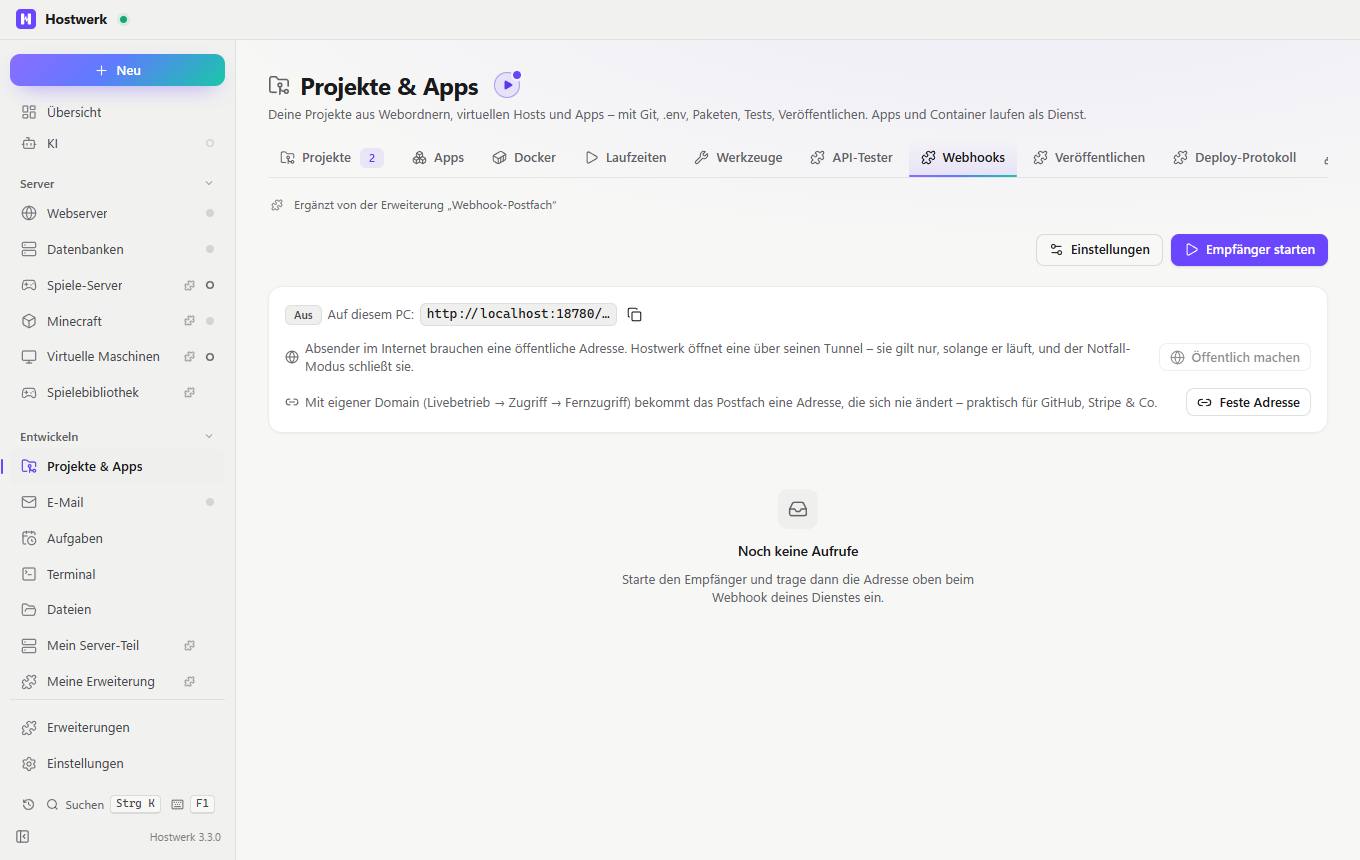 Hostwerk
Neu
Übersicht
KI
Server
Webserver
Datenbanken
Spiele-Server
Minecraft
Virtuelle Maschinen
Spielebibliothek
Entwickeln
Projekte & Apps
E-Mail
Aufgaben
Terminal
Dateien
Mein Server-Teil
Meine Erweiterung
Erweiterungen
Einstellungen
Suchen Strg K F1
Hostwerk 3.3.0
Projekte & Apps
Deine Projekte aus Webordnern, virtuellen Hosts und Apps – mit Git, .env, Paketen, Tests, Veröffentlichen. Apps und Container laufen als Dienst.
Projekte 2 Apps Docker Laufzeiten Werkzeuge API-Tester Webhooks Veröffentlichen Deploy-Protokoll
Ergänzt von der Erweiterung „Webhook-Postfach“
Einstellungen Empfänger starten
Aus Auf diesem PC: http://localhost:18780/…
Absender im Internet brauchen eine öffentliche Adresse. Hostwerk öffnet eine über seinen Tunnel – sie gilt nur, solange er läuft, und der Notfall-
Modus schließt sie.
Öffentlich machen
Mit eigener Domain (Livebetrieb → Zugriff → Fernzugriff) bekommt das Postfach eine Adresse, die sich nie ändert – praktisch für GitHub, Stripe & Co.
Feste Adresse
Noch keine Aufrufe
Starte den Empfänger und trage dann die Adresse oben beim
Webhook deines Dienstes ein.